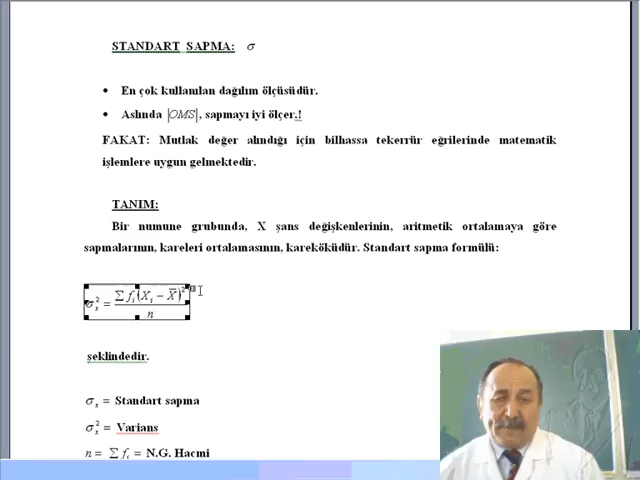 STANDART SAPMA: σ
• En çok kullanılan dağılım ölçüsüdür.
• Aslında |OMS|, sapmayı iyi ölçer.!
FAKAT: Mutlak değer alındığı için bilhassa tekerrür eğrilerinde matematik
işlemlere uygun gelmektedir.
TANIM:
Bir numune grubunda, X şans değişkenlerinin, aritmetik ortalamaya göre
sapmalarının, kareleri ortalamasının, kareköküdür. Standart sapma formülü:
σₓ² = ∑ fᵢ (Xᵢ − X̅)² / n
şeklindedir.
σₓ = Standart sapma
σₓ² = Varians
n = ∑ fᵢ = N.G. Hacmi